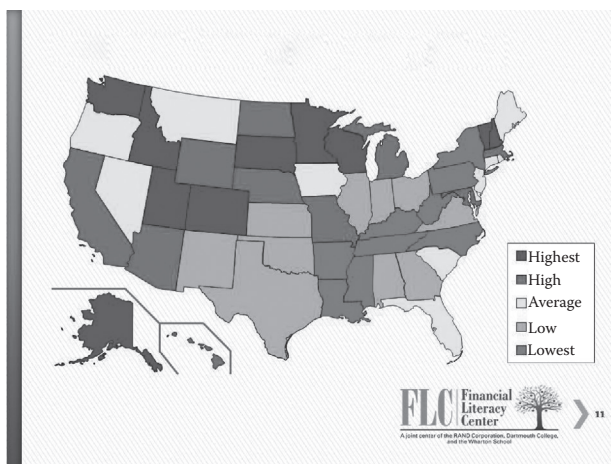 Highest
High
Average
Low
Lowest
FLC Financial
Literacy
Center
11
A joint center of the RAND Corporation, Dartmouth College,
and the Wharton School